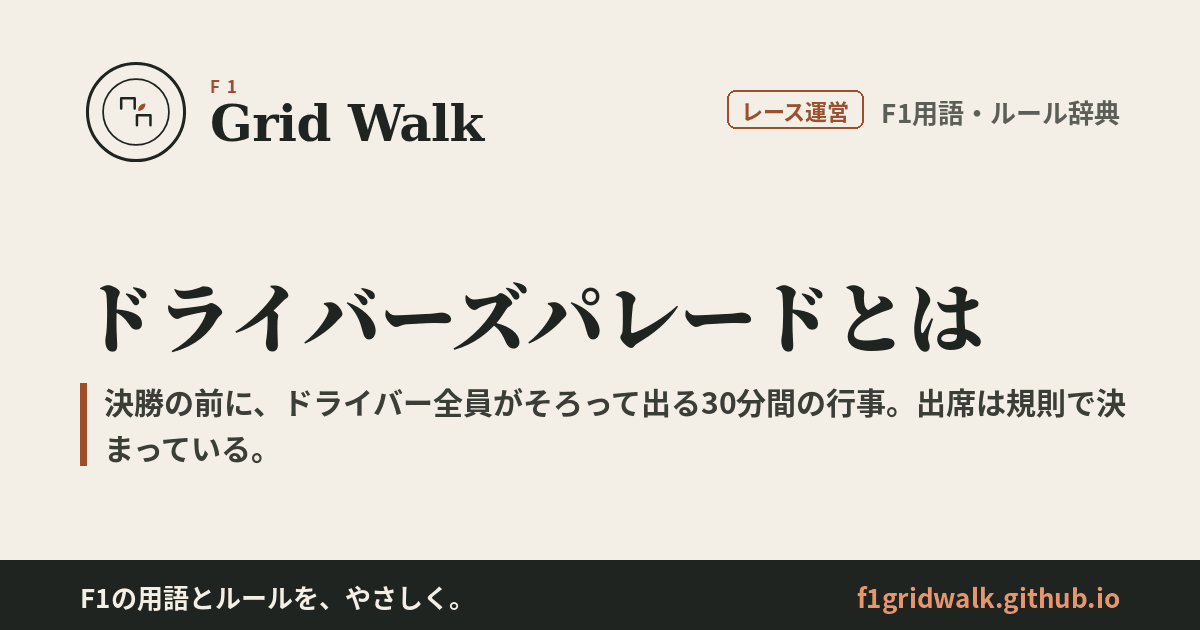 F1
Grid Walk
レース運営
F1用語・ルール辞典
ドライバーズパレードとは
決勝の前に、ドライバー全員がそろって出る30分間の行事。出席は規則で決
まっている。
F1の用語とルールを、やさしく。
f1gridwalk.github.io